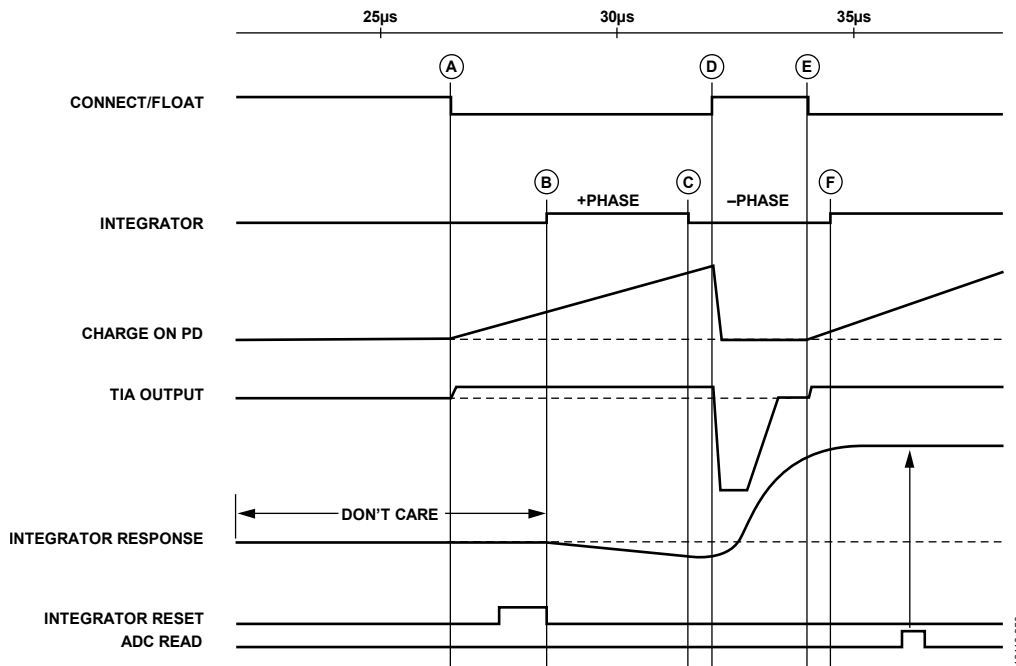 25µs 30µs 35µs
A D E
CONNECT/FLOAT
B C F
+PHASE –PHASE
INTEGRATOR
CHARGE ON PD
TIA OUTPUT
DON'T CARE
INTEGRATOR RESPONSE
INTEGRATOR RESET
ADC READ